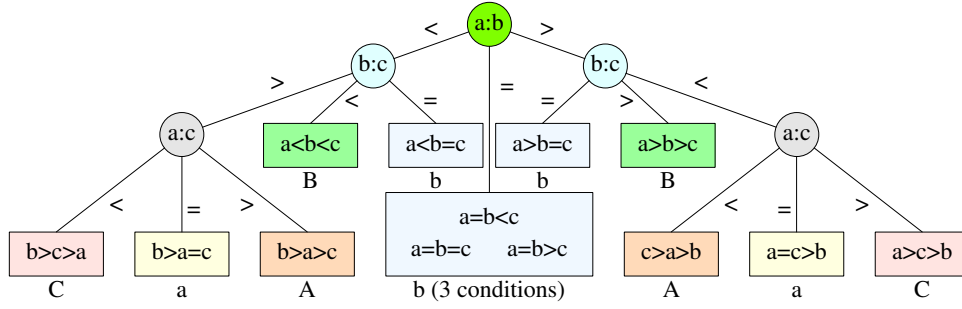 a:b
< >
b:c b:c
> < = = = > <
a:c a:c
a<b<c a<b=c a>b=c a>b>c
B b b B
< = > < = >
a=b<c
a=b=c a=b>c
b>c>a b>a=c b>a>c c>a>b a=c>b a>c>b
C a A b (3 conditions) A a C